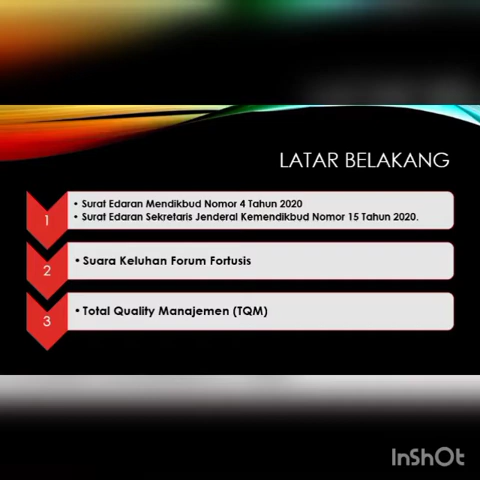 LATAR BELAKANG
1
• Surat Edaran Mendikbud Nomor 4 Tahun 2020
• Surat Edaran Sekretaris Jenderal Kemendikbud Nomor 15 Tahun 2020.
2
• Suara Keluhan Forum Fortusis
3
• Total Quality Manajemen (TQM)
InShOt